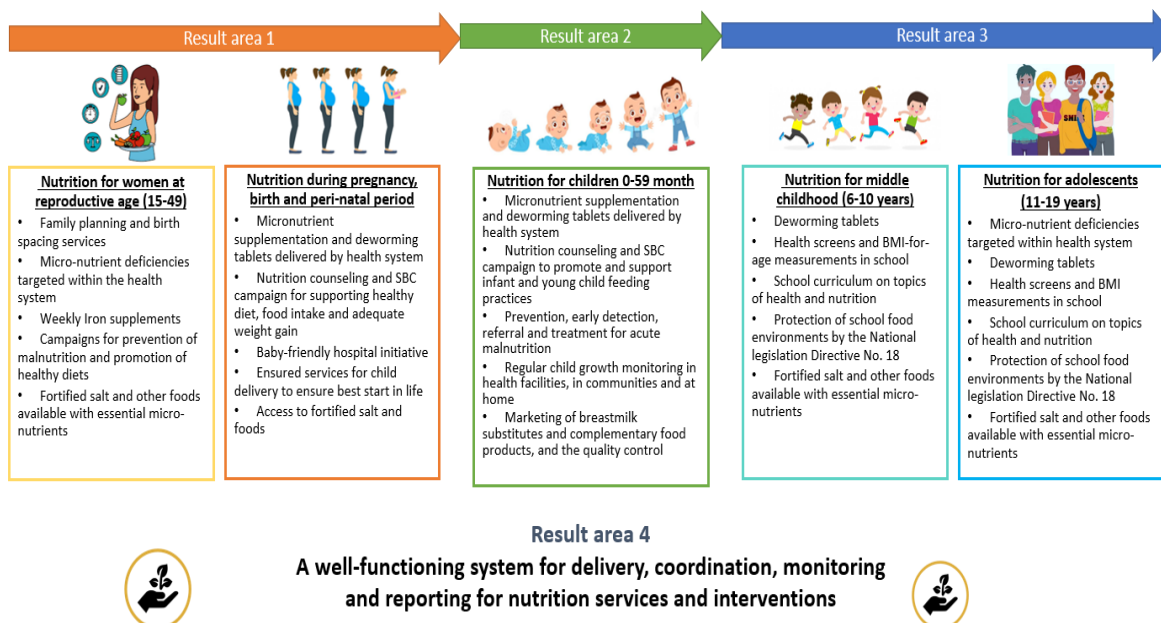 Result area 1
Result area 2
Result area 3
SMILE
Nutrition for women at
reproductive age (15-49)
• Family planning and birth
spacing services
• Micro-nutrient deficiencies
targeted within the health
system
• Weekly Iron supplements
• Campaigns for prevention of
malnutrition and promotion of
healthy diets
• Fortified salt and other foods
available with essential micro-
nutrients
Nutrition during pregnancy,
birth and peri-natal period
• Micronutrient
supplementation and deworming
tablets delivered by health system
• Nutrition counseling and SBC
campaign for supporting healthy
diet, food intake and adequate
weight gain
• Baby-friendly hospital initiative
• Ensured services for child
delivery to ensure best start in life
• Access to fortified salt and
foods
Nutrition for children 0-59 month
• Micronutrient supplementation
and deworming tablets delivered by
health system
• Nutrition counseling and SBC
campaign to promote and support
infant and young child feeding
practices
• Prevention, early detection,
referral and treatment for acute
malnutrition
• Regular child growth monitoring in
health facilities, in communities and at
home
• Marketing of breastmilk
substitutes and complementary food
products, and the quality control
Nutrition for middle
childhood (6-10 years)
• Deworming tablets
• Health screens and BMI-for-
age measurements in school
• School curriculum on topics
of health and nutrition
• Protection of school food
environments by the National
legislation Directive No. 18
• Fortified salt and other foods
available with essential micro-
nutrients
Nutrition for adolescents
(11-19 years)
• Micro-nutrient deficiencies
targeted within health system
• Deworming tablets
• Health screens and BMI
measurements in school
• School curriculum on topics
of health and nutrition
• Protection of school food
environments by the National
legislation Directive No. 18
• Fortified salt and other foods
available with essential micro-
nutrients
Result area 4
A well-functioning system for delivery, coordination, monitoring
and reporting for nutrition services and interventions